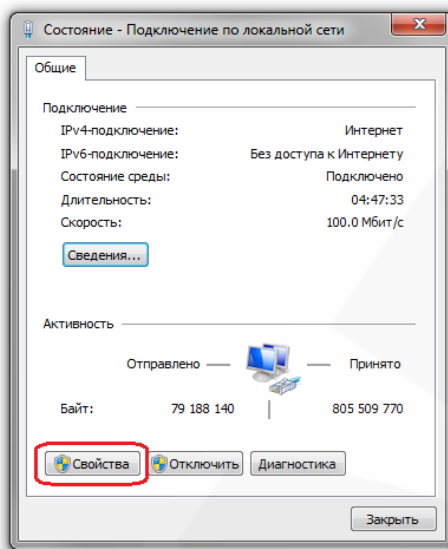 Состояние - Подключение по локальной сети
Общие
Подключение
IPv4-подключение: Интернет
IPv6-подключение: Без доступа к Интернету
Состояние среды: Подключено
Длительность: 04:47:33
Скорость: 100.0 Мбит/с
Сведения...
Активность
Отправлено — — Принято
Байт: 79 188 140 | 805 509 770
Свойства Отключить Диагностика
Закрыть